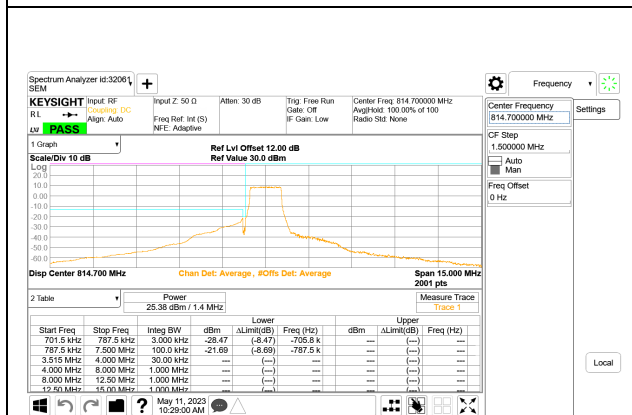 Spectrum Analyzer id:32061
SEM
+
Frequency
KEYSIGHT Input: RF Input Z: 50 Ω Atten: 30 dB Trig: Free Run Center Freq: 814.700000 MHz
RL Coupling: DC Gate: Off Avg|Hold: 100.00% of 100
Align: Auto Freq Ref: Int (S) IF Gain: Low Radio Std: None
NFE: Adaptive
PASS
Center Frequency
814.700000 MHz
Settings
CF Step
1.500000 MHz
Auto
Man
Freq Offset
0 Hz
1 Graph
Ref Lvl Offset 12.00 dB
Scale/Div 10 dB Ref Value 30.0 dBm
Log
20.0
10.0
0.00
-10.0
-20.0
-30.0
-40.0
-50.0
-60.0
Disp Center 814.700 MHz Chan Det: Average, #Offs Det: Average Span 15.000 MHz
2001 pts
2 Table Power Measure Trace
25.38 dBm / 1.4 MHz Trace 1
Lower Upper
Start Freq Stop Freq Integ BW dBm ΔLimit(dB) Freq (Hz) dBm ΔLimit(dB) Freq (Hz)
701.5 kHz 787.5 kHz 3.000 kHz -28.47 (-8.47) -705.8 k --- (---) ---
787.5 kHz 7.500 MHz 100.0 kHz -21.69 (-8.69) -787.5 k --- (---) ---
3.515 MHz 4.000 MHz 30.00 kHz --- (---) --- --- (---) ---
4.000 MHz 8.000 MHz 1.000 MHz --- (---) --- --- (---) ---
8.000 MHz 12.50 MHz 1.000 MHz --- (---) --- --- (---) ---
12.50 MHz 15.00 MHz 1.000 MHz --- (---) --- --- (---) ---
Local
? May 11, 2023
10:29:00 AM